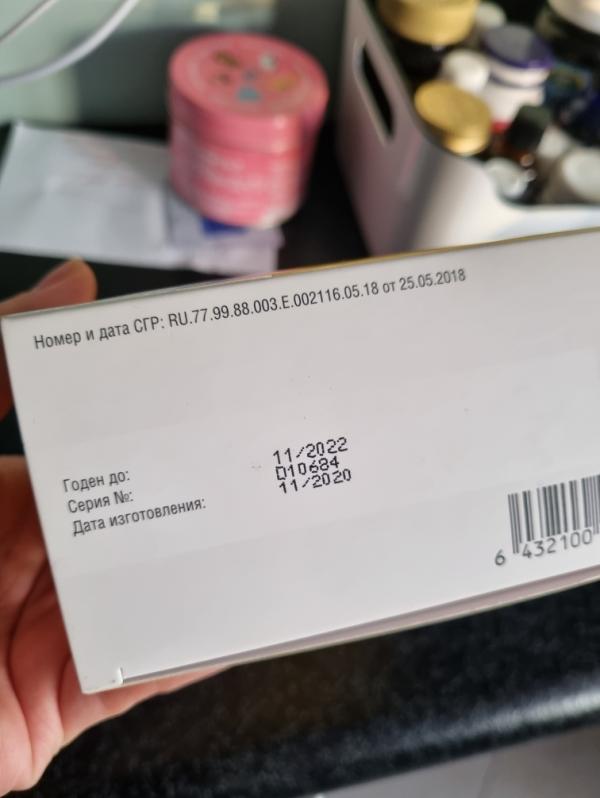 Номер и дата СГР: RU.77.99.88.003.Е.002116.05.18 от 25.05.2018
Годен до: 11/2022
Серия №: D10684
Дата изготовления: 11/2020
6 432100